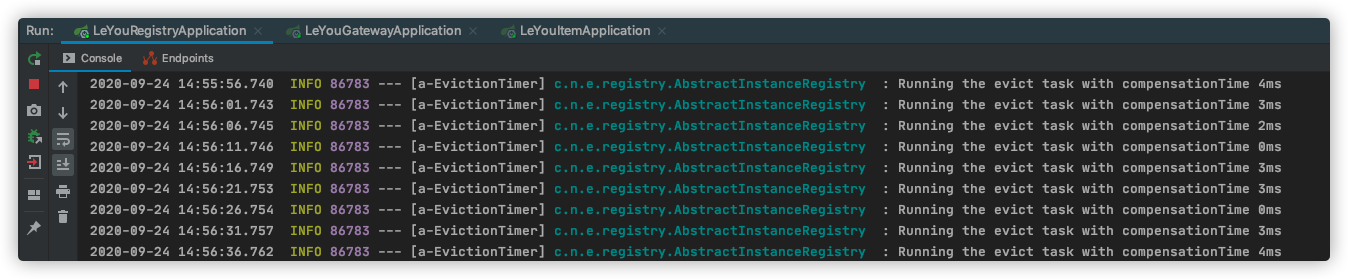 Run: LeYouRegistryApplication × LeYouGatewayApplication × LeYouItemApplication ×
Console Endpoints
2020-09-24 14:55:56.740  INFO 86783 --- [a-EvictionTimer] c.n.e.registry.AbstractInstanceRegistry  : Running the evict task with compensationTime 4ms
2020-09-24 14:56:01.743  INFO 86783 --- [a-EvictionTimer] c.n.e.registry.AbstractInstanceRegistry  : Running the evict task with compensationTime 3ms
2020-09-24 14:56:06.745  INFO 86783 --- [a-EvictionTimer] c.n.e.registry.AbstractInstanceRegistry  : Running the evict task with compensationTime 2ms
2020-09-24 14:56:11.746  INFO 86783 --- [a-EvictionTimer] c.n.e.registry.AbstractInstanceRegistry  : Running the evict task with compensationTime 0ms
2020-09-24 14:56:16.749  INFO 86783 --- [a-EvictionTimer] c.n.e.registry.AbstractInstanceRegistry  : Running the evict task with compensationTime 3ms
2020-09-24 14:56:21.753  INFO 86783 --- [a-EvictionTimer] c.n.e.registry.AbstractInstanceRegistry  : Running the evict task with compensationTime 3ms
2020-09-24 14:56:26.754  INFO 86783 --- [a-EvictionTimer] c.n.e.registry.AbstractInstanceRegistry  : Running the evict task with compensationTime 0ms
2020-09-24 14:56:31.757  INFO 86783 --- [a-EvictionTimer] c.n.e.registry.AbstractInstanceRegistry  : Running the evict task with compensationTime 3ms
2020-09-24 14:56:36.762  INFO 86783 --- [a-EvictionTimer] c.n.e.registry.AbstractInstanceRegistry  : Running the evict task with compensationTime 4ms